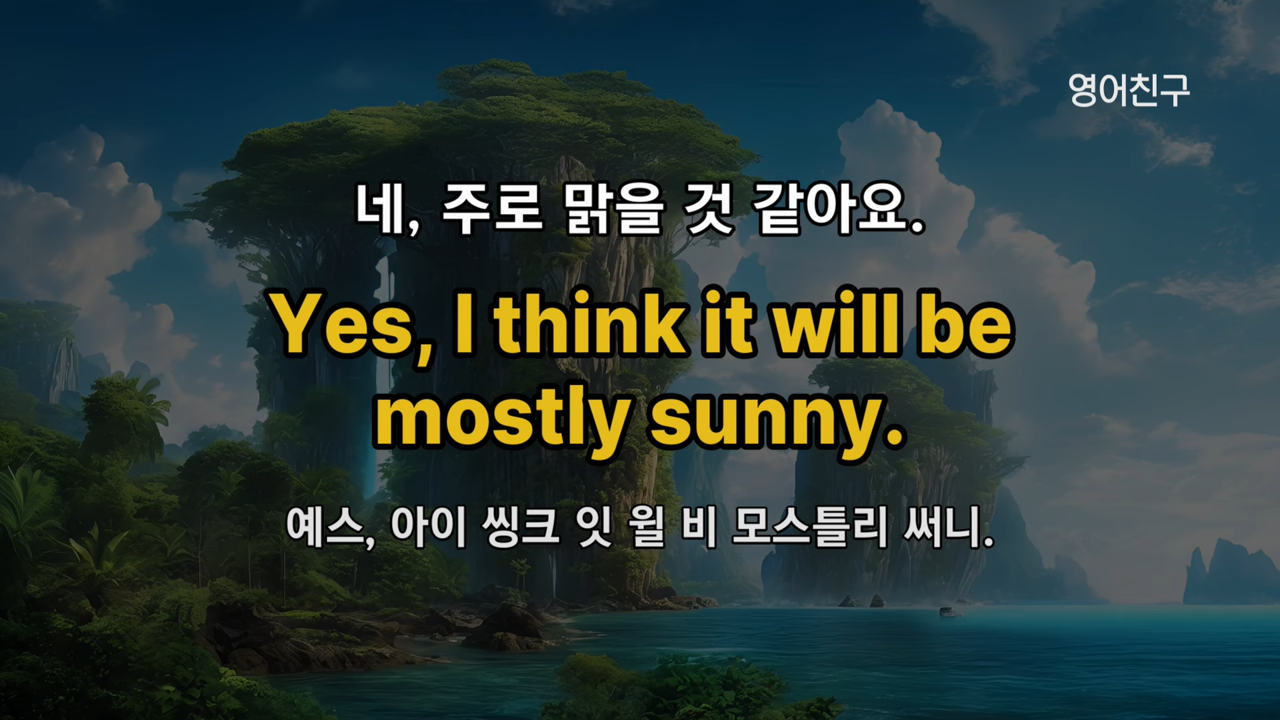 영어친구
네, 주로 맑을 것 같아요.
Yes, I think it will be
mostly sunny.
예스, 아이 씽크 잇 윌 비 모스틀리 써니.